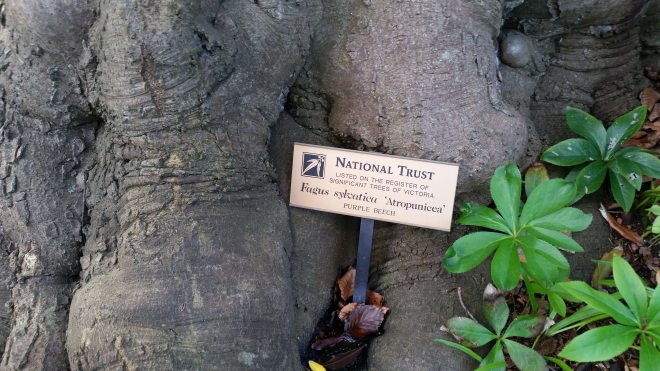 NATIONAL TRUST
LISTED ON THE REGISTER OF
SIGNIFICANT TREES OF VICTORIA
Fagus sylvatica 'Atropunicea'
PURPLE BEECH